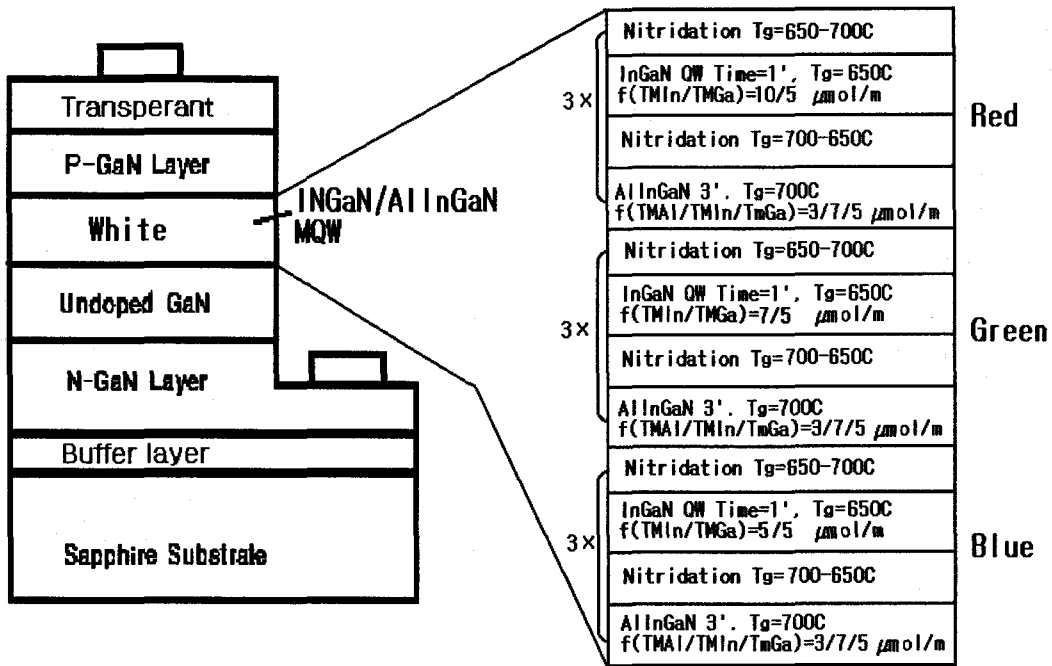 Transperant
P-GaN Layer
White
INGaN/AlInGaN
MQW
Undoped GaN
N-GaN Layer
Buffer layer
Sapphire Substrale
3×
Nitridation Tg=650-700C
InGaN QW Time=1', Tg=650C
f(TMIn/TMGa)=10/5 μmol/m
Nitridation Tg=700-650C
AlInGaN 3'. Tg=700C
f(TMAl/TMIn/TmGa)=3/7/5 μmol/m
Red
3×
Nitridation Tg=650-700C
InGaN QW Time=1', Tg=650C
f(TMIn/TMGa)=7/5 μmol/m
Nitridation Tg=700-650C
AlInGaN 3'. Tg=700C
f(TMAl/TMIn/TmGa)=3/7/5 μmol/m
Green
3×
Nitridation Tg=650-700C
InGaN QW Time=1', Tg=650C
f(TMIn/TMGa)=5/5 μmol/m
Nitridation Tg=700-650C
AlInGaN 3'. Tg=700C
f(TMAl/TMIn/TmGa)=3/7/5 μmol/m
Blue